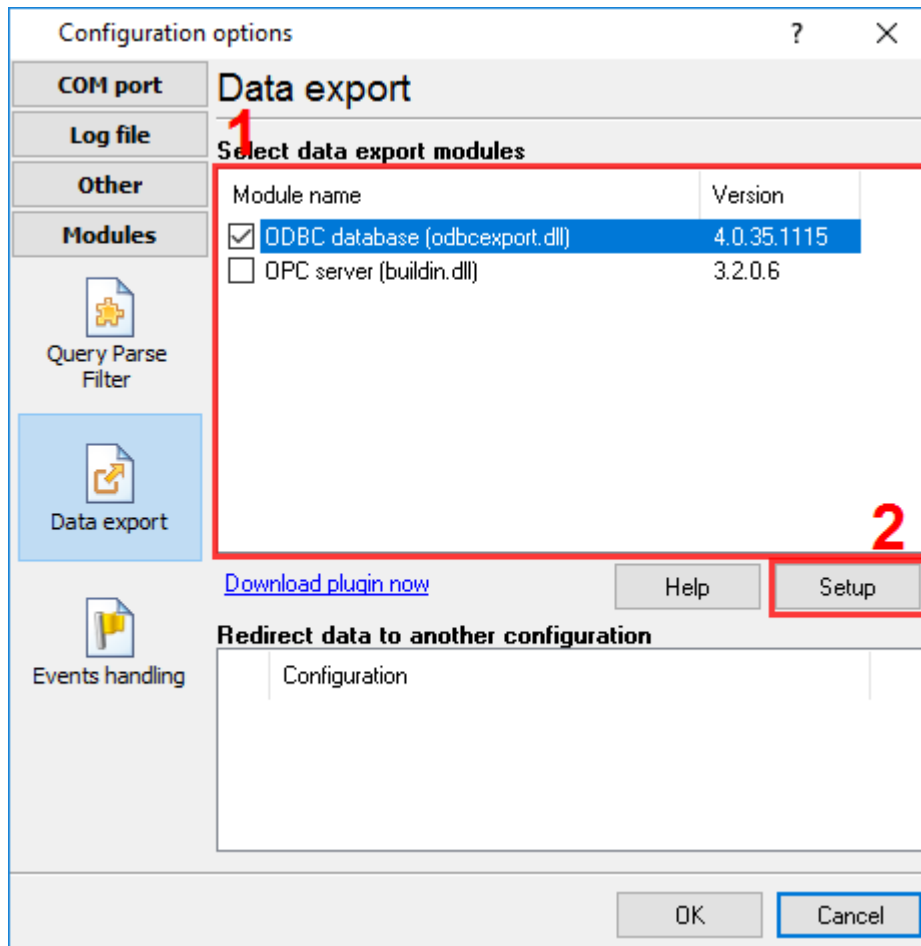 Configuration options
?
COM port
Log file
Other
Modules
Query Parse
Filter
Data export
Events handling
Data export
1
Select data export modules
Module name Version
ODBC database (odbcexport.dll) 4.0.35.1115
OPC server (buildin.dll) 3.2.0.6
2
Download plugin now
Help
Setup
Redirect data to another configuration
Configuration
OK
Cancel